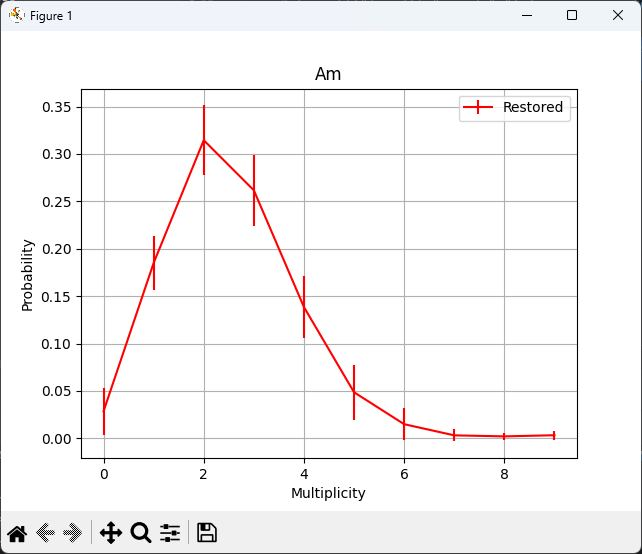 Figure 1
Am
Restored
0.35
0.30
0.25
0.20
0.15
0.10
0.05
0.00
Probability
0 2 4 6 8
Multiplicity